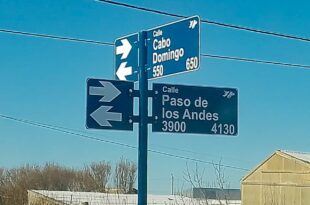 Calle
Cabo
Domingo
550 650
Calle
Paso de
los Andes
3900 4130